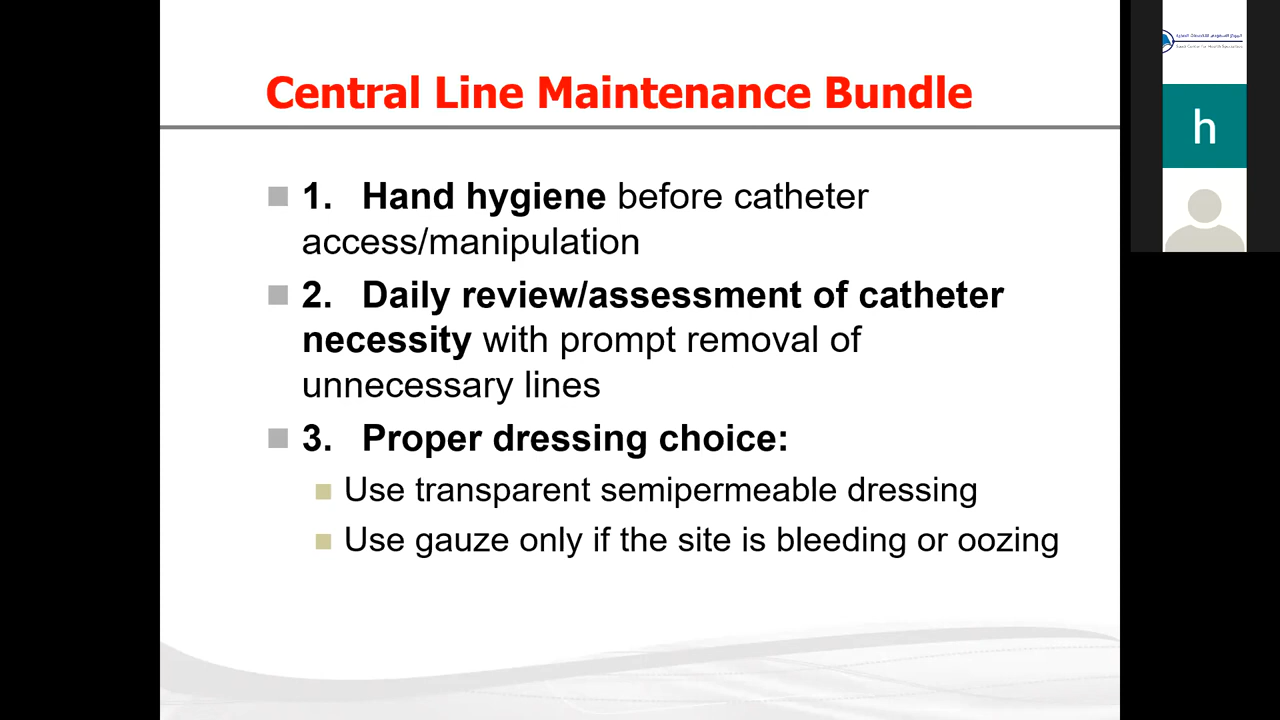 Central Line Maintenance Bundle
1. Hand hygiene before catheter
access/manipulation
2. Daily review/assessment of catheter
necessity with prompt removal of
unnecessary lines
3. Proper dressing choice:
Use transparent semipermeable dressing
Use gauze only if the site is bleeding or oozing
h